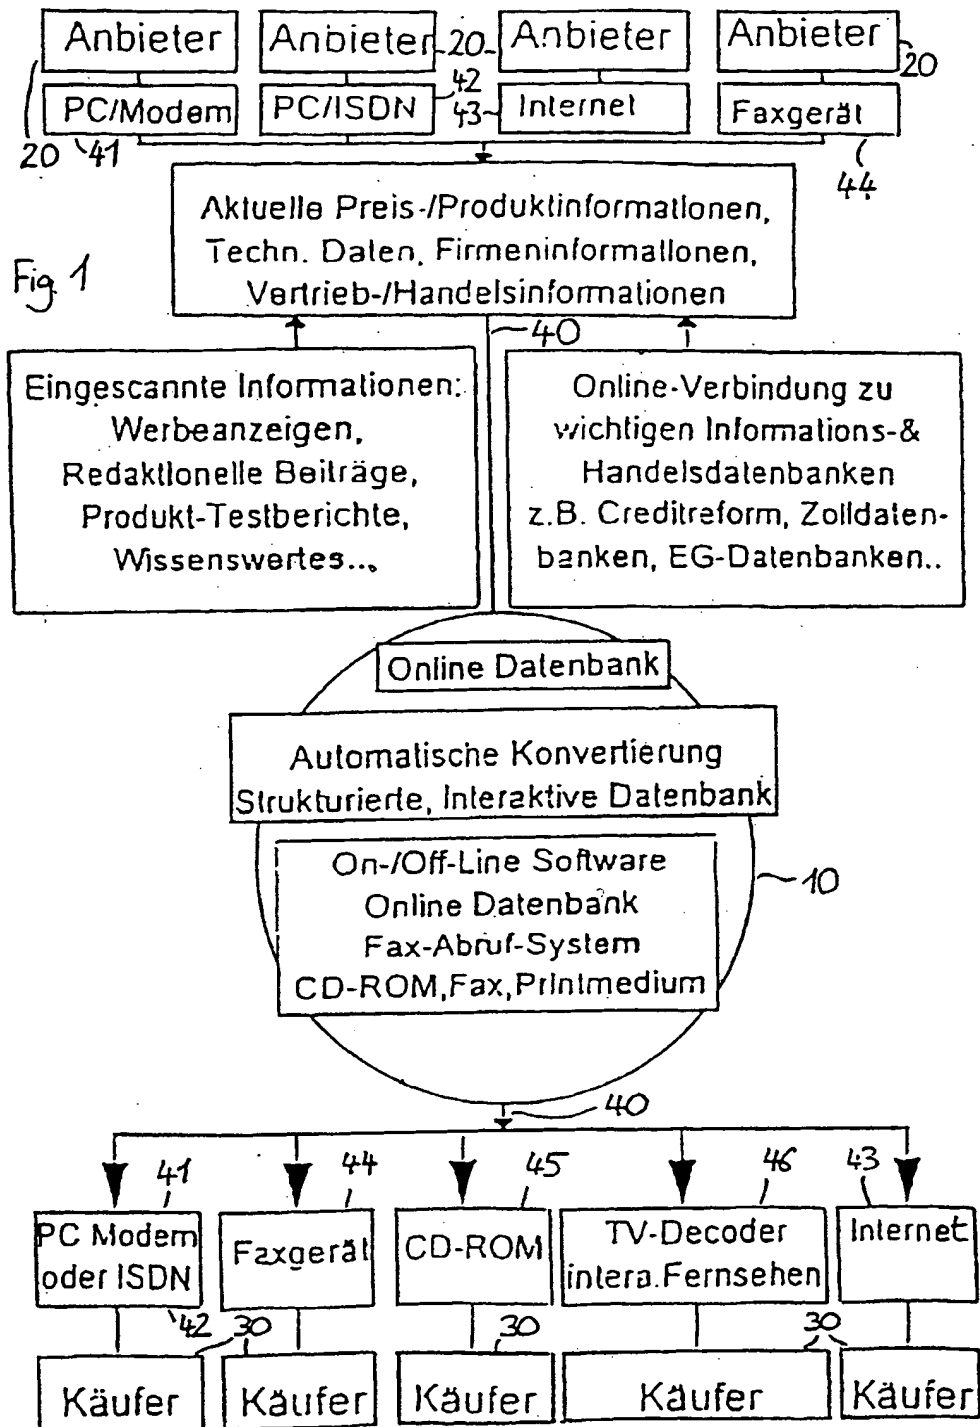 Anbieter Anbieter 20 Anbieter Anbieter 20
PC/Modem PC/ISDN 42 43 Internet Faxgerät
20 41 44
Aktuelle Preis-/Produktinformationen,
Techn. Daten, Firmeninformationen,
Vertrieb-/Handelsinformationen
Fig 1
40
Eingescannte Informationen:
Werbeanzeigen,
Redaktionelle Beiträge,
Produkt-Testberichte,
Wissenswertes...
Online-Verbindung zu
wichtigen Informations-&
Handelsdatenbanken
z.B. Creditreform, Zolldaten-
banken, EG-Datenbanken..
Online Datenbank
Automatische Konvertierung
Strukturierte, Interaktive Datenbank
On-/Off-Line Software
Online Datenbank
Fax-Abruf-System
CD-ROM,Fax,Printmedium
10
40
41 44 45 46 43
PC Modem
oder ISDN
Faxgerät
CD-ROM
TV-Decoder
intera.Fernsehen
Internet
42 30 30 30
Käufer Käufer Käufer Käufer Käufer